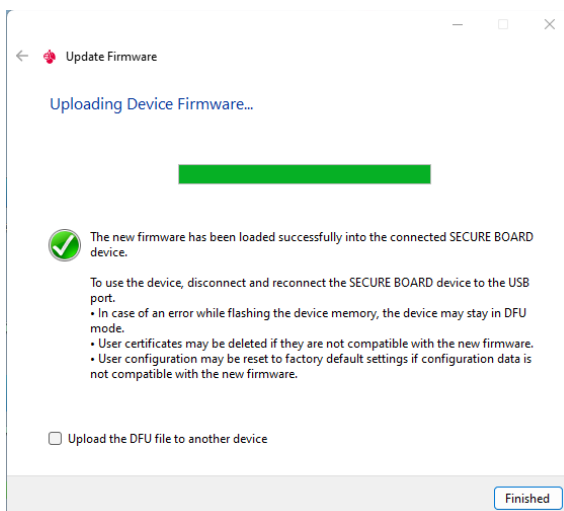 Update Firmware
Uploading Device Firmware...
The new firmware has been loaded successfully into the connected SECURE BOARD
device.
To use the device, disconnect and reconnect the SECURE BOARD device to the USB
port.
• In case of an error while flashing the device memory, the device may stay in DFU
mode.
• User certificates may be deleted if they are not compatible with the new firmware.
• User configuration may be reset to factory default settings if configuration data is
not compatible with the new firmware.
Upload the DFU file to another device
Finished